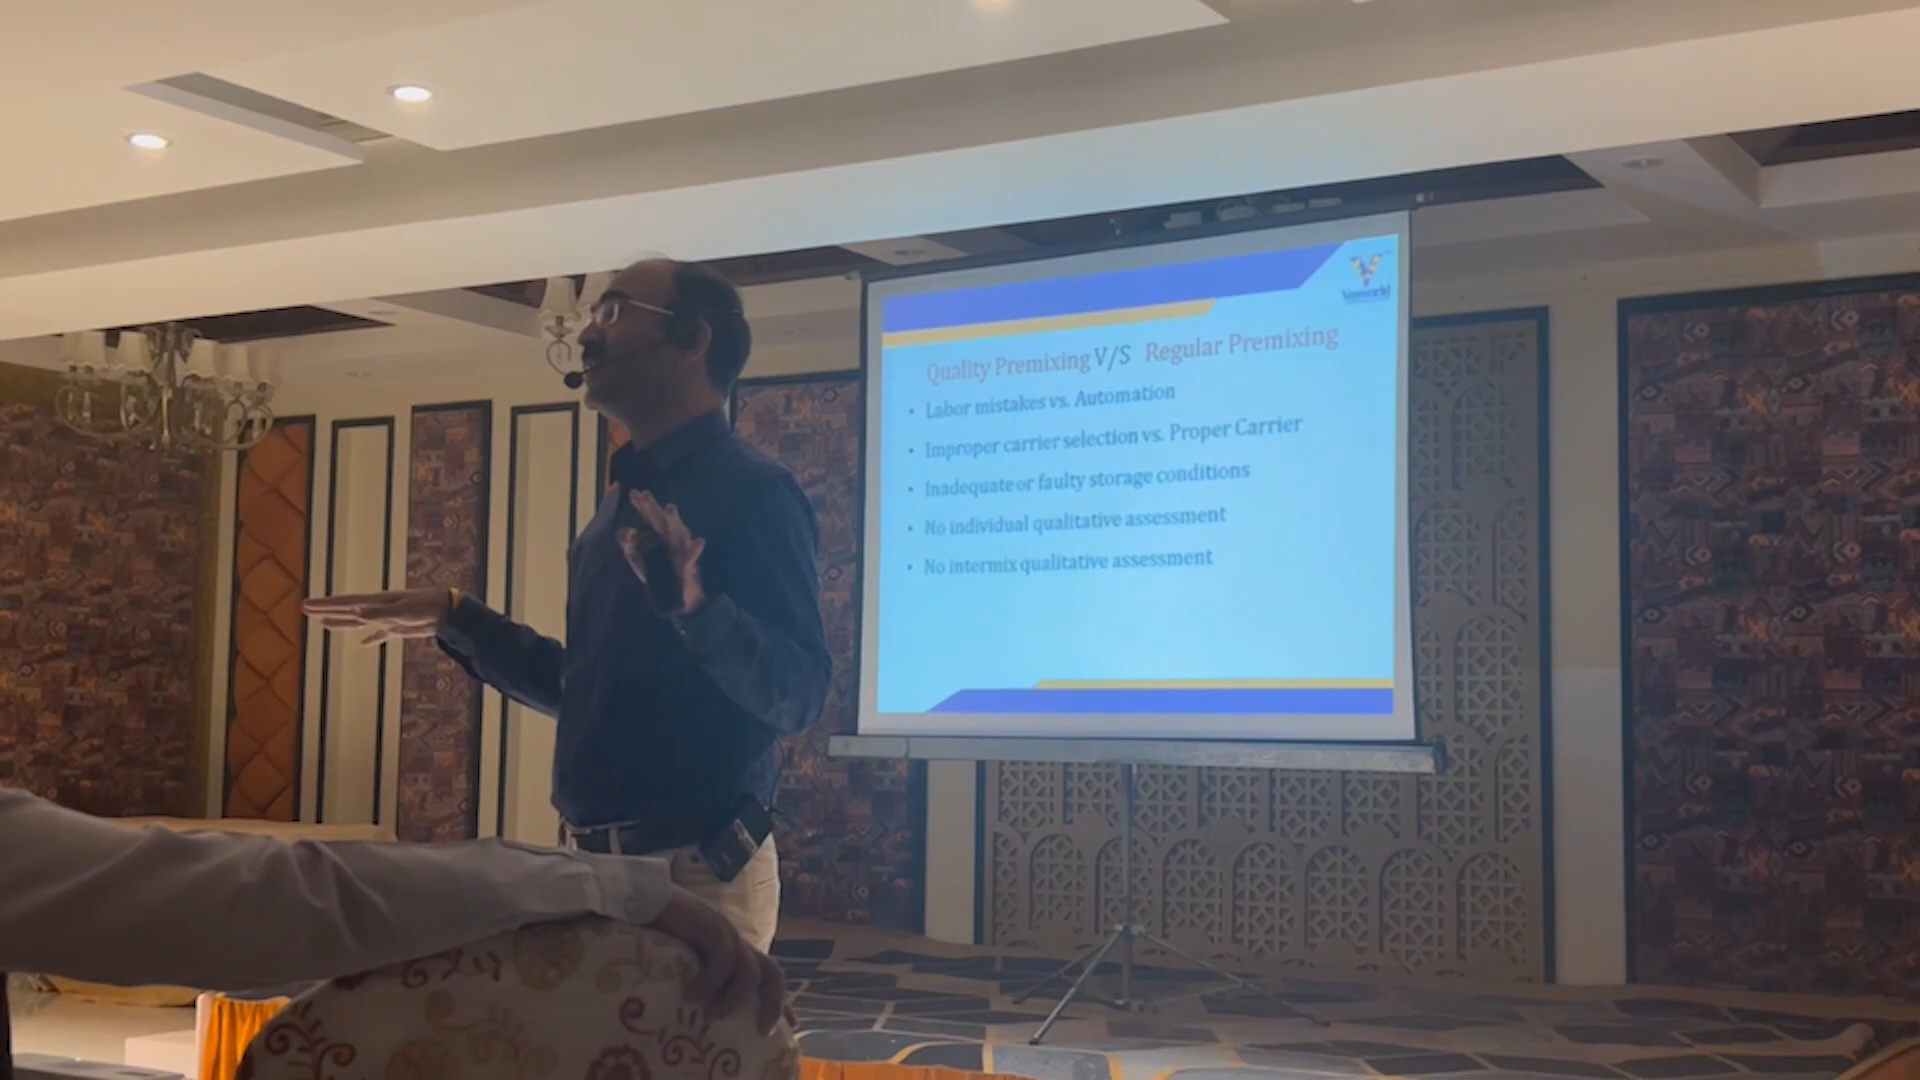 Venworld
Quality Premixing V/S Regular Premixing
• Labor mistakes vs. Automation
• Improper carrier selection vs. Proper Carrier
• Inadequate or faulty storage conditions
• No individual qualitative assessment
• No intermix qualitative assessment